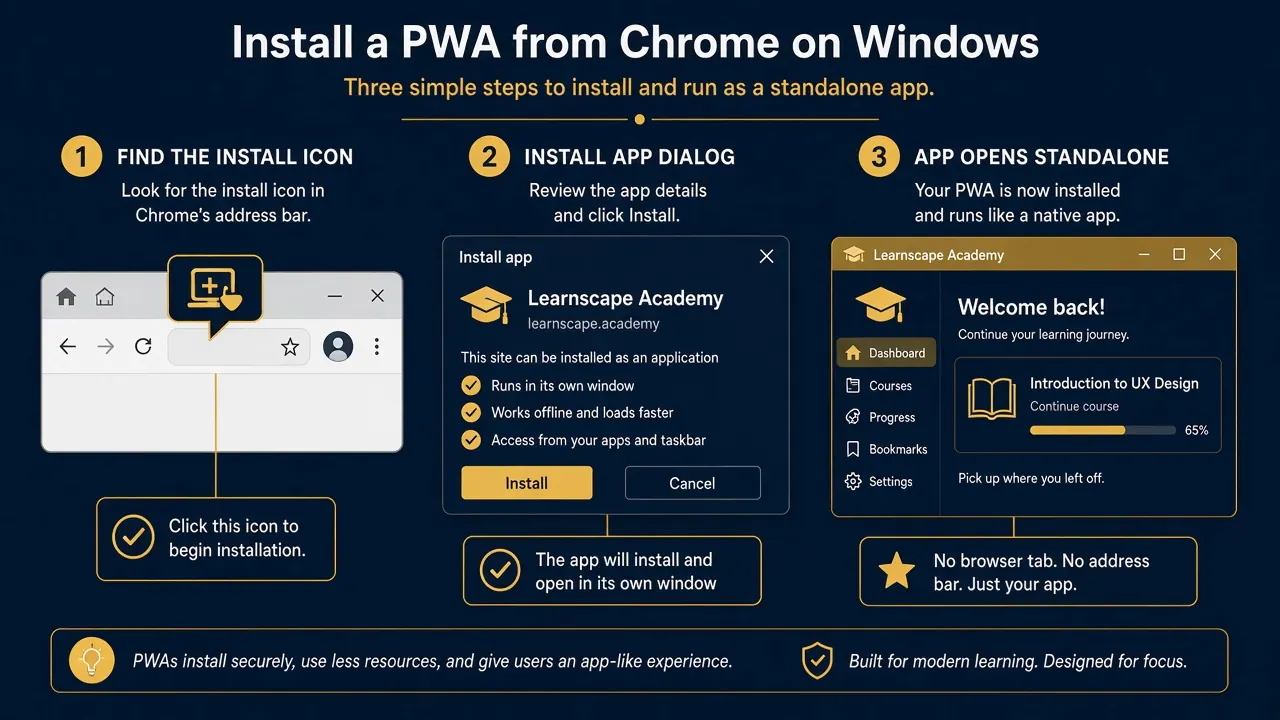 Install a PWA from Chrome on Windows
Three simple steps to install and run as a standalone app.
1 FIND THE INSTALL ICON
Look for the install icon in
Chrome's address bar.
Click this icon to
begin installation.
2 INSTALL APP DIALOG
Review the app details
and click Install.
Install app
Learnscape Academy
learnscape.academy
This site can be installed as an application
Runs in its own window
Works offline and loads faster
Access from your apps and taskbar
Install
Cancel
The app will install and
open in its own window
3 APP OPENS STANDALONE
Your PWA is now installed
and runs like a native app.
Learnscape Academy
Dashboard
Courses
Progress
Bookmarks
Settings
Welcome back!
Continue your learning journey.
Introduction to UX Design
Continue course
65%
Pick up where you left off.
No browser tab. No address
bar. Just your app.
PWAs install securely, use less resources, and give users an app-like experience.
Built for modern learning. Designed for focus.